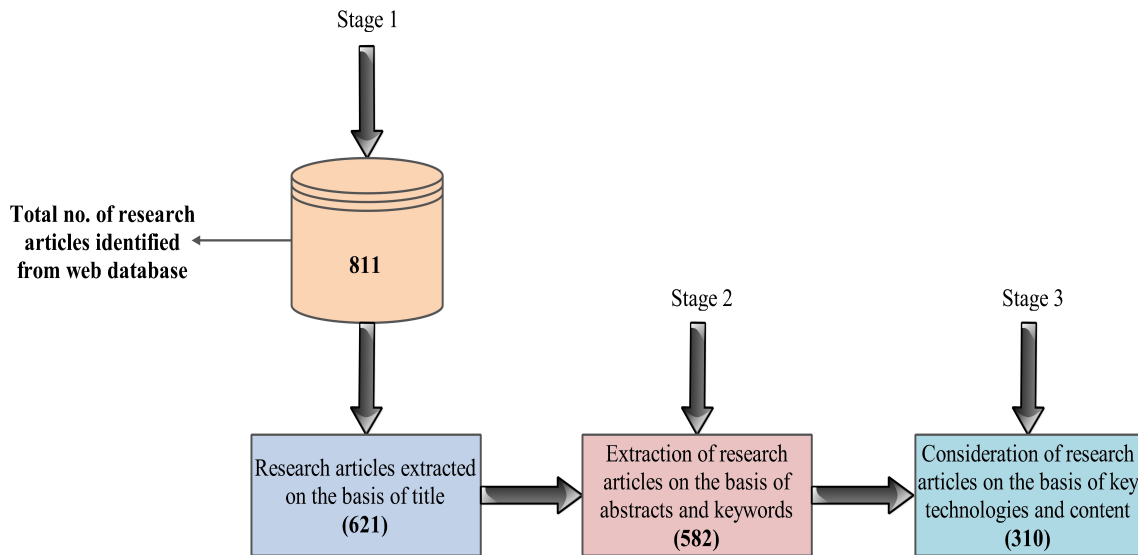 Stage 1
Total no. of research
articles identified
from web database
811
Stage 2
Stage 3
Research articles extracted
on the basis of title
(621)
Extraction of research
articles on the basis of
abstracts and keywords
(582)
Consideration of research
articles on the basis of key
technologies and content
(310)